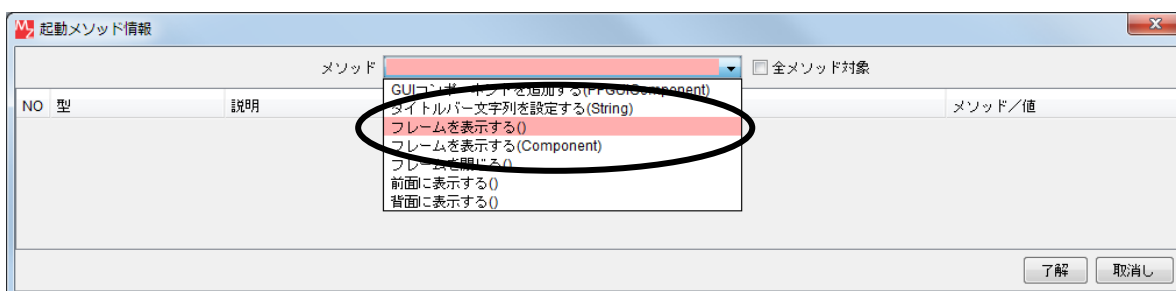 起動メソッド情報
メソッド
全メソッド対象
NO 型 説明 メソッド／値
GUIコンポーネントを追加する(PFGUIComponent)
タイトルバー文字列を設定する(String)
フレームを表示する()
フレームを表示する(Component)
フレームを閉じる()
前面に表示する()
背面に表示する()
了解 取消し